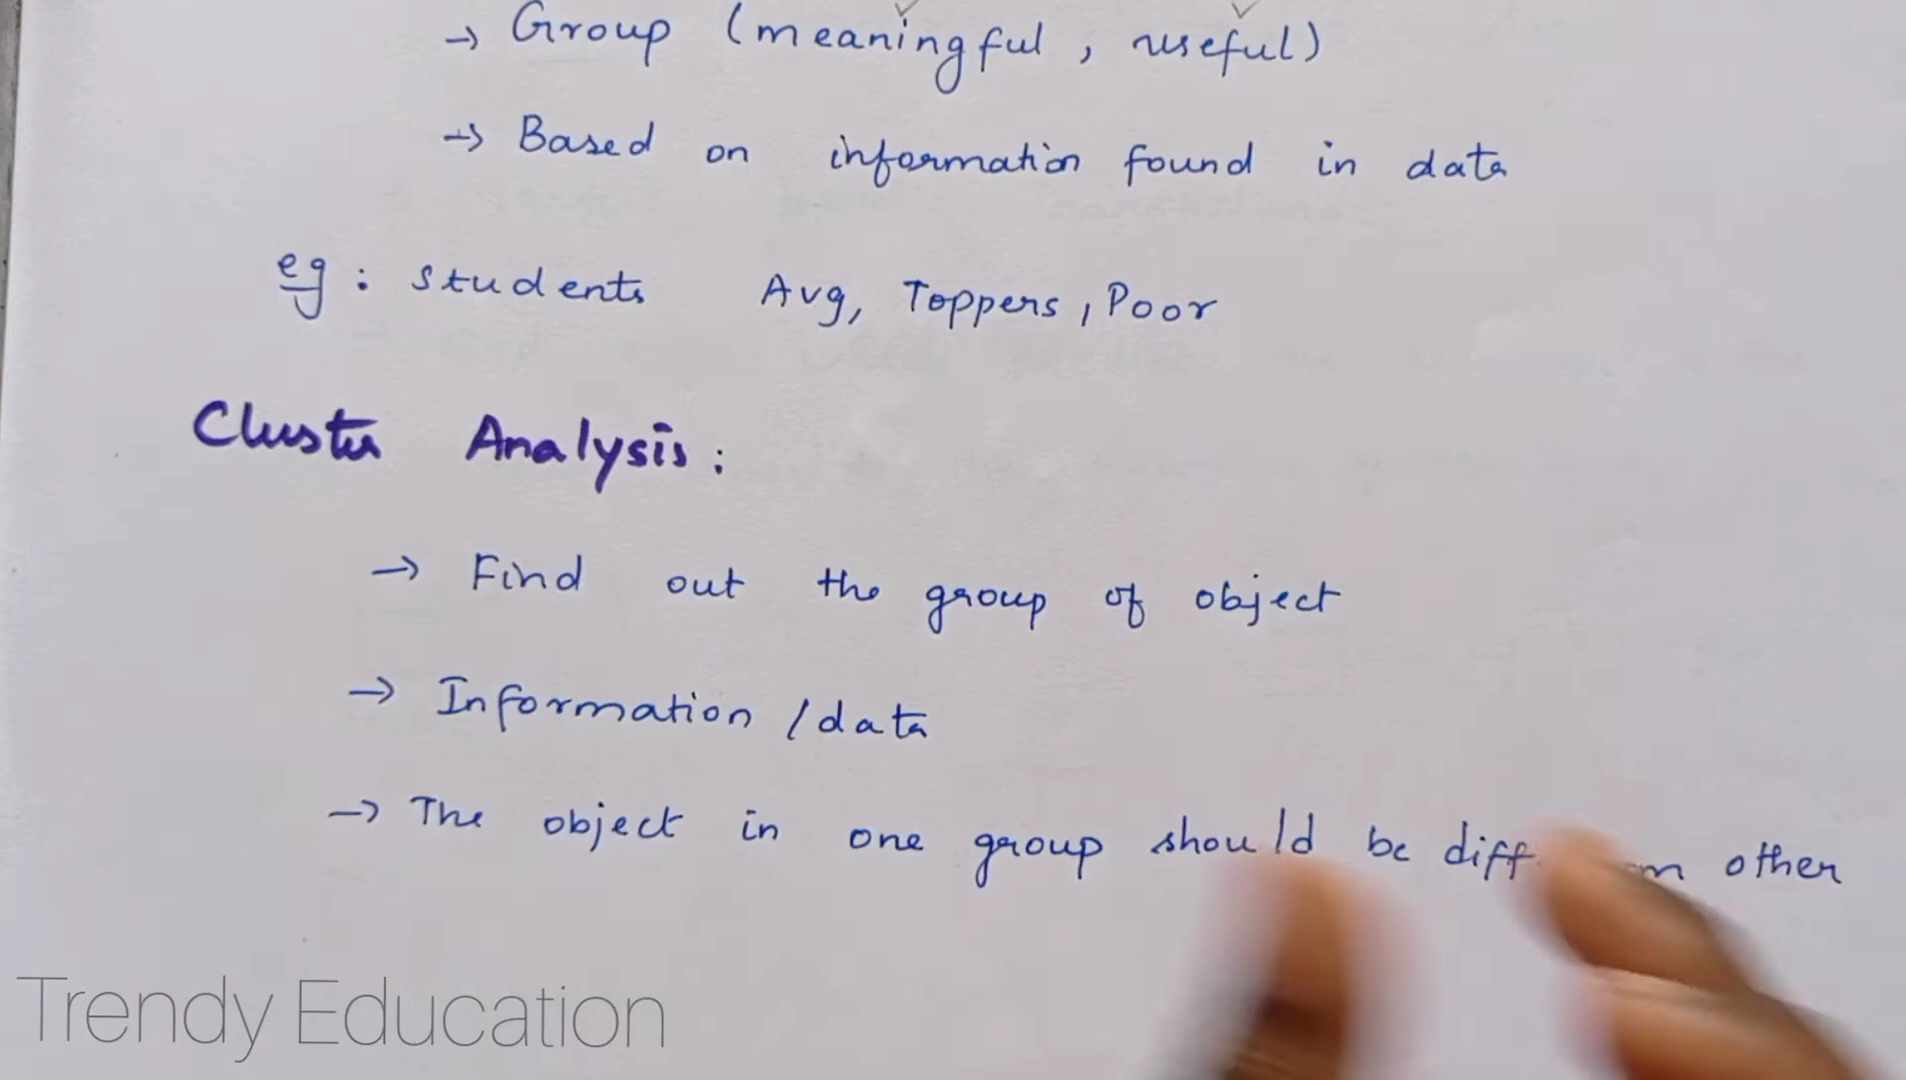 → Group (meaningful, useful)
→ Based on information found in data
eg: students Avg, Toppers, Poor
Cluster Analysis:
→ Find out the group of object
→ Information /data
→ The object in one group should be diff other
Trendy Education